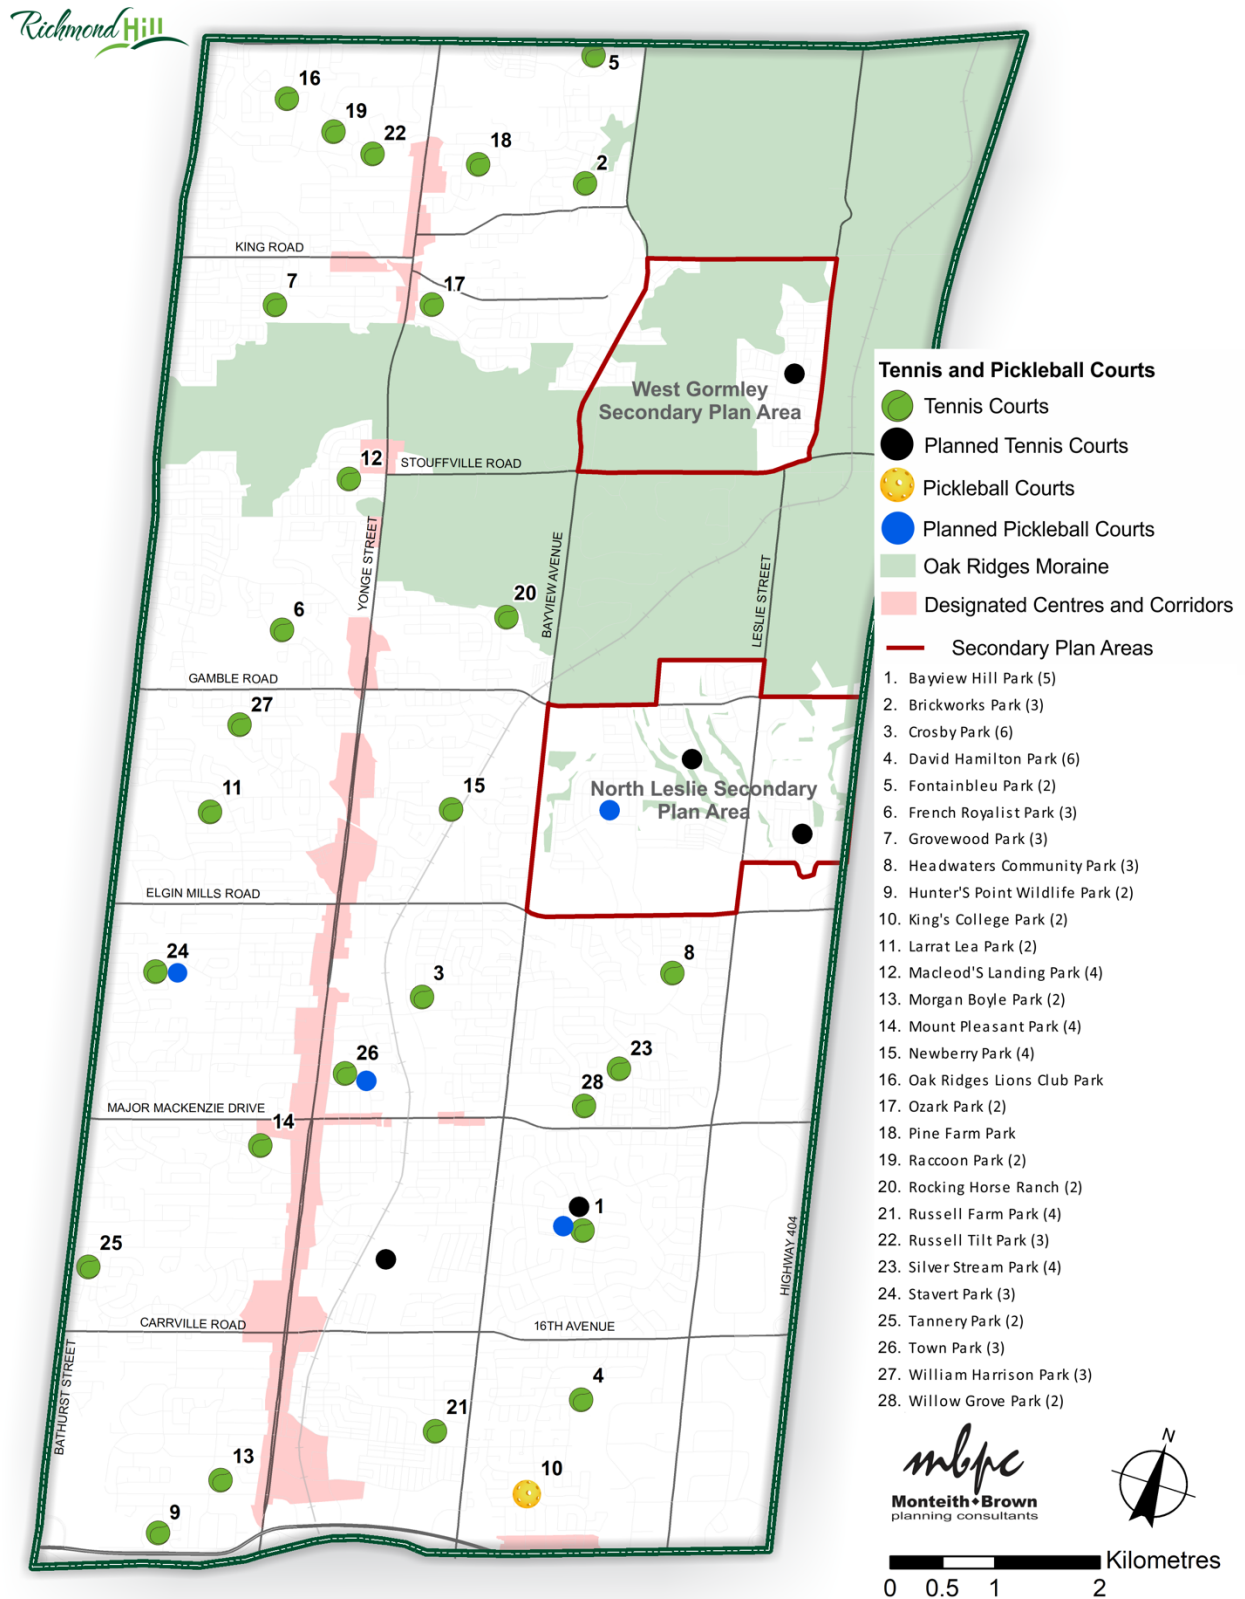 Richmond Hill
5
16
19
22
18
2
KING ROAD
7
17
West Gormley
Secondary Plan Area
12
STOUFFVILLE ROAD
YONGE STREET
BAYVIEW AVENUE
LESLIE STREET
20
6
GAMBLE ROAD
27
11
15
North Leslie Secondary
Plan Area
ELGIN MILLS ROAD
24
3
8
26
23
28
MAJOR MACKENZIE DRIVE
14
1
25
HIGHWAY 404
CARRVILLE ROAD
16TH AVENUE
BATHURST STREET
4
21
13
10
9
Tennis and Pickleball Courts
Tennis Courts
Planned Tennis Courts
Pickleball Courts
Planned Pickleball Courts
Oak Ridges Moraine
Designated Centres and Corridors
Secondary Plan Areas
1. Bayview Hill Park (5)
2. Brickworks Park (3)
3. Crosby Park (6)
4. David Hamilton Park (6)
5. Fontainbleu Park (2)
6. French Royalist Park (3)
7. Grovewood Park (3)
8. Headwaters Community Park (3)
9. Hunter'S Point Wildlife Park (2)
10. King's College Park (2)
11. Larrat Lea Park (2)
12. Macleod'S Landing Park (4)
13. Morgan Boyle Park (2)
14. Mount Pleasant Park (4)
15. Newberry Park (4)
16. Oak Ridges Lions Club Park
17. Ozark Park (2)
18. Pine Farm Park
19. Raccoon Park (2)
20. Rocking Horse Ranch (2)
21. Russell Farm Park (4)
22. Russell Tilt Park (3)
23. Silver Stream Park (4)
24. Stavert Park (3)
25. Tannery Park (2)
26. Town Park (3)
27. William Harrison Park (3)
28. Willow Grove Park (2)
mbpc
Monteith♦Brown
planning consultants
N
Kilometres
0 0.5 1 2